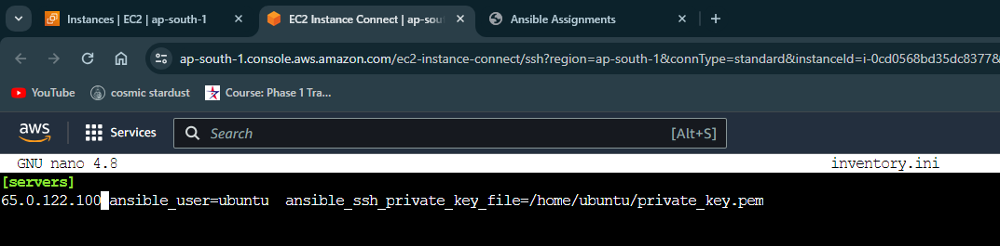 Instances | EC2 | ap-south-1
EC2 Instance Connect | ap-sou
Ansible Assignments
ap-south-1.console.aws.amazon.com/ec2-instance-connect/ssh?region=ap-south-1&connType=standard&instanceId=i-0cd0568bd35dc8377&
YouTube
cosmic stardust
Course: Phase 1 Tra...
aws
Services
Search
[Alt+S]
GNU nano 4.8
inventory.ini
[servers]
65.0.122.100 ansible_user=ubuntu  ansible_ssh_private_key_file=/home/ubuntu/private_key.pem